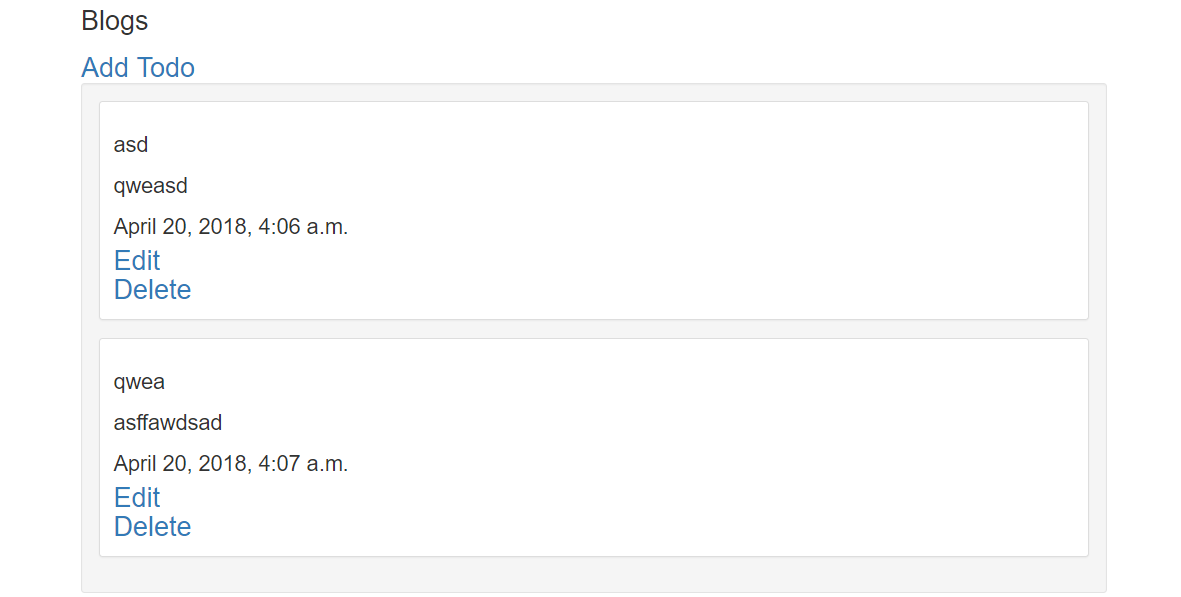 Blogs
Add Todo
asd
qweasd
April 20, 2018, 4:06 a.m.
Edit
Delete
qwea
asffawdsad
April 20, 2018, 4:07 a.m.
Edit
Delete